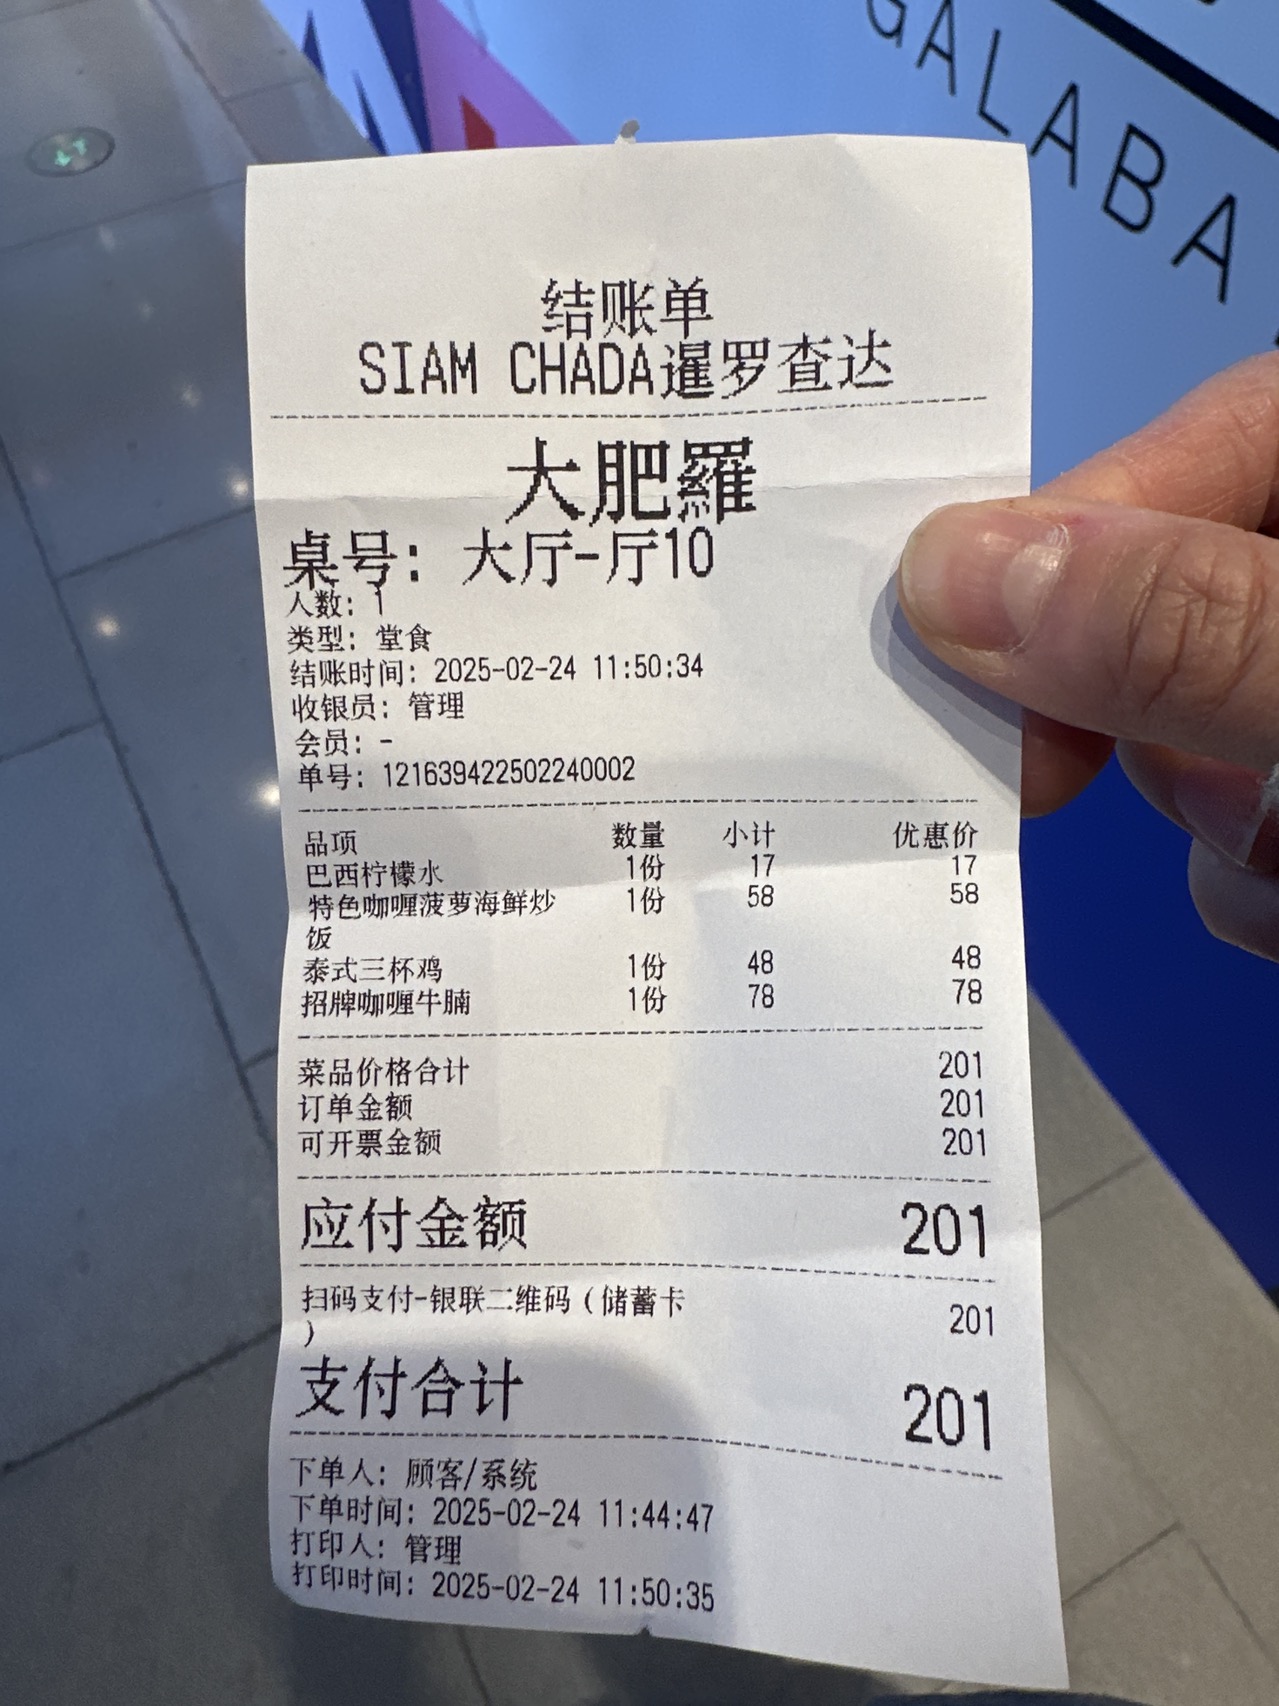 GALABA
结账单
SIAM CHADA暹罗查达
大肥羅
桌号: 大厅-厅10
人数: 1
类型: 堂食
结账时间: 2025-02-24 11:50:34
收银员: 管理
会员: -
单号: 121639422502240002
品项 数量 小计 优惠价
巴西柠檬水 1份 17 17
特色咖喱菠萝海鲜炒 1份 58 58
饭
泰式三杯鸡 1份 48 48
招牌咖喱牛腩 1份 78 78
菜品价格合计 201
订单金额 201
可开票金额 201
应付金额 201
扫码支付-银联二维码(储蓄卡 201
)
支付合计 201
下单人: 顾客/系统
下单时间: 2025-02-24 11:44:47
打印人: 管理
打印时间: 2025-02-24 11:50:35